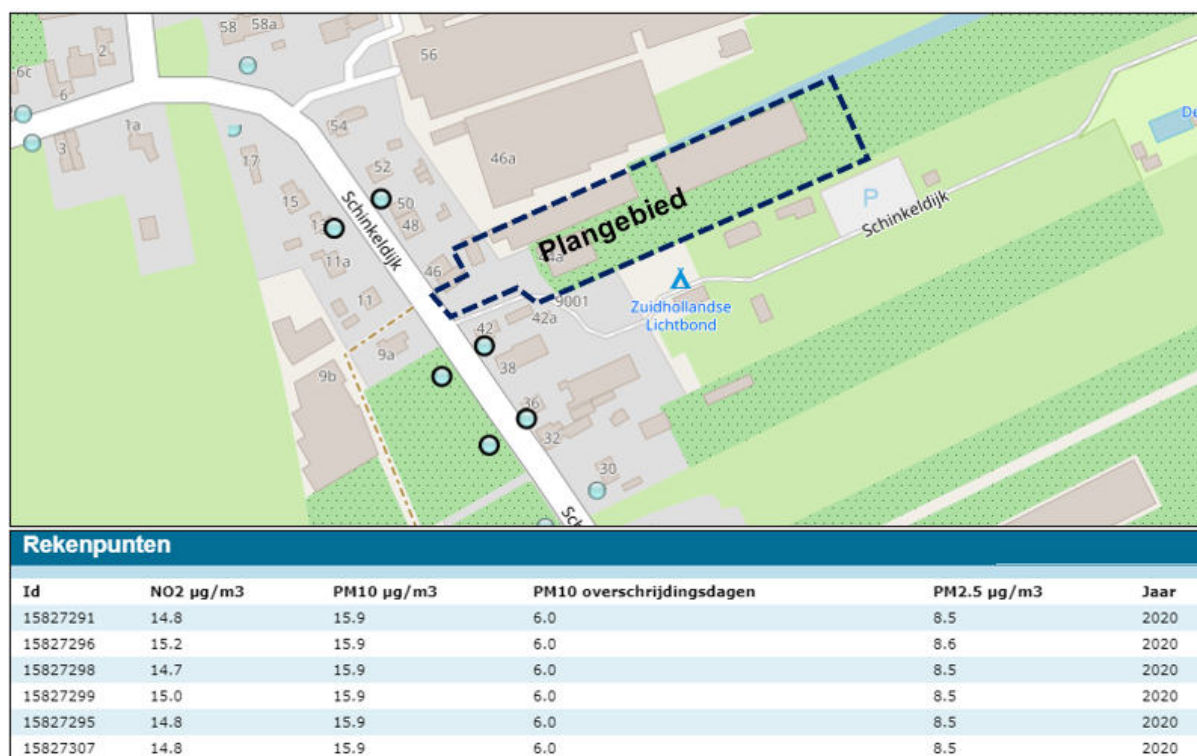 58
58a
2
56
6c
6
1a
54
3
17
46a
52
De
15
50
48
Schinkeldijk
P
Schinkeldijk
Plangebied
11a
46
11
9001
Zuidhollandse
Lichtbond
42a
42
9a
38
9b
36
32
30
Rekenpunten
Id NO2 µg/m3 PM10 µg/m3 PM10 overschrijdingsdagen PM2.5 µg/m3 Jaar
15827291 14.8 15.9 6.0 8.5 2020
15827296 15.2 15.9 6.0 8.6 2020
15827298 14.7 15.9 6.0 8.5 2020
15827299 15.0 15.9 6.0 8.5 2020
15827295 14.8 15.9 6.0 8.5 2020
15827307 14.8 15.9 6.0 8.5 2020